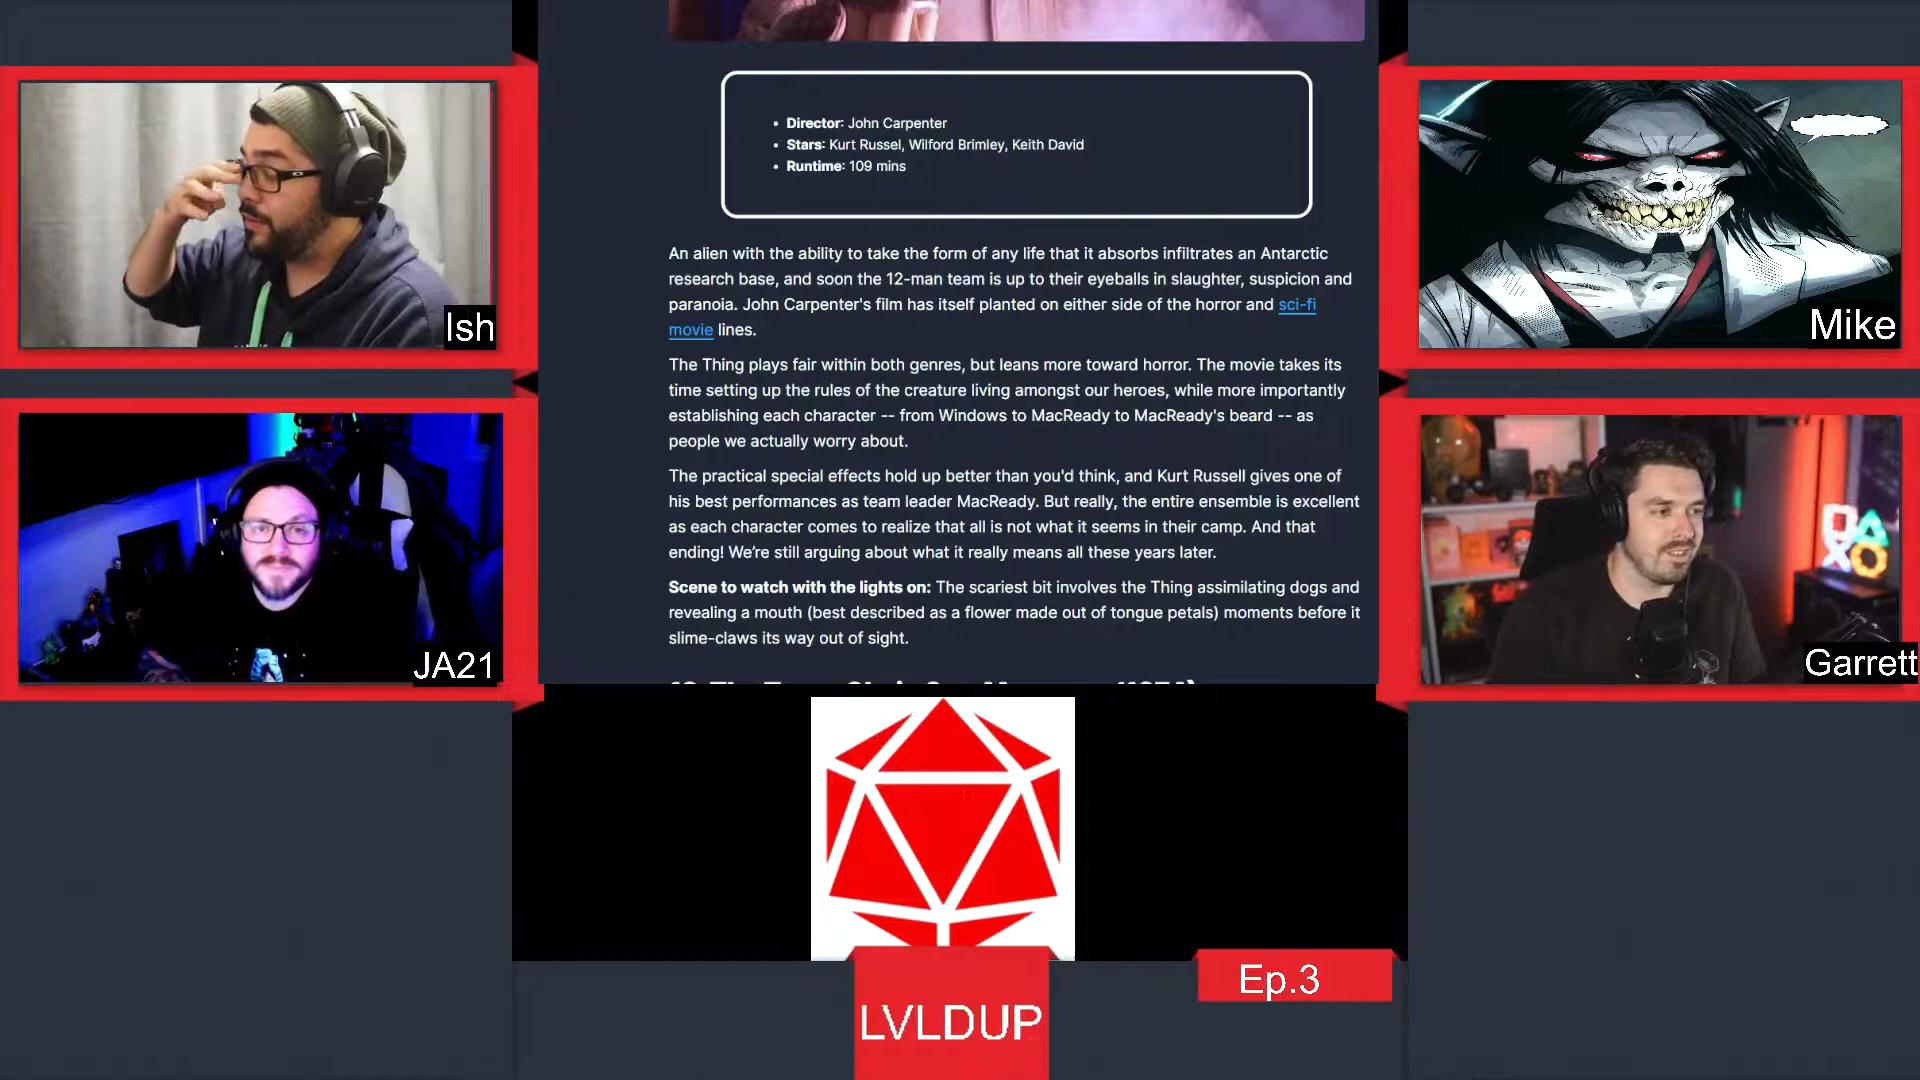 Director: John Carpenter
Stars: Kurt Russel, Wilford Brimley, Keith David
Runtime: 109 mins
An alien with the ability to take the form of any life that it absorbs infiltrates an Antarctic
research base, and soon the 12-man team is up to their eyeballs in slaughter, suspicion and
paranoia. John Carpenter's film has itself planted on either side of the horror and sci-fi
movie lines.
The Thing plays fair within both genres, but leans more toward horror. The movie takes its
time setting up the rules of the creature living amongst our heroes, while more importantly
establishing each character -- from Windows to MacReady to MacReady's beard -- as
people we actually worry about.
The practical special effects hold up better than you'd think, and Kurt Russell gives one of
his best performances as team leader MacReady. But really, the entire ensemble is excellent
as each character comes to realize that all is not what it seems in their camp. And that
ending! We're still arguing about what it really means all these years later.
Scene to watch with the lights on: The scariest bit involves the Thing assimilating dogs and
revealing a mouth (best described as a flower made out of tongue petals) moments before it
slime-claws its way out of sight.
Ish
Mike
JA21
Garrett
Ep.3
LVLDUP